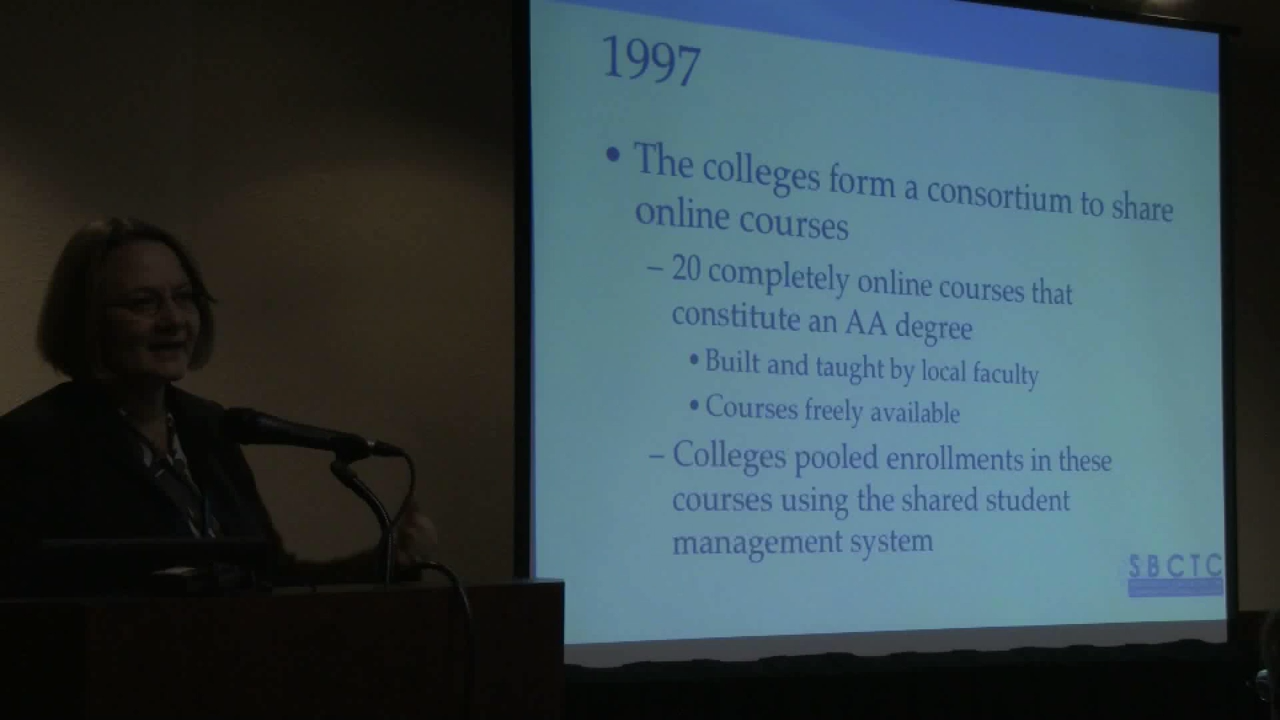 1997
• The colleges form a consortium to share
online courses
– 20 completely online courses that
constitute an AA degree
• Built and taught by local faculty
• Courses freely available
– Colleges pooled enrollments in these
courses using the shared student
management system
SBCTC